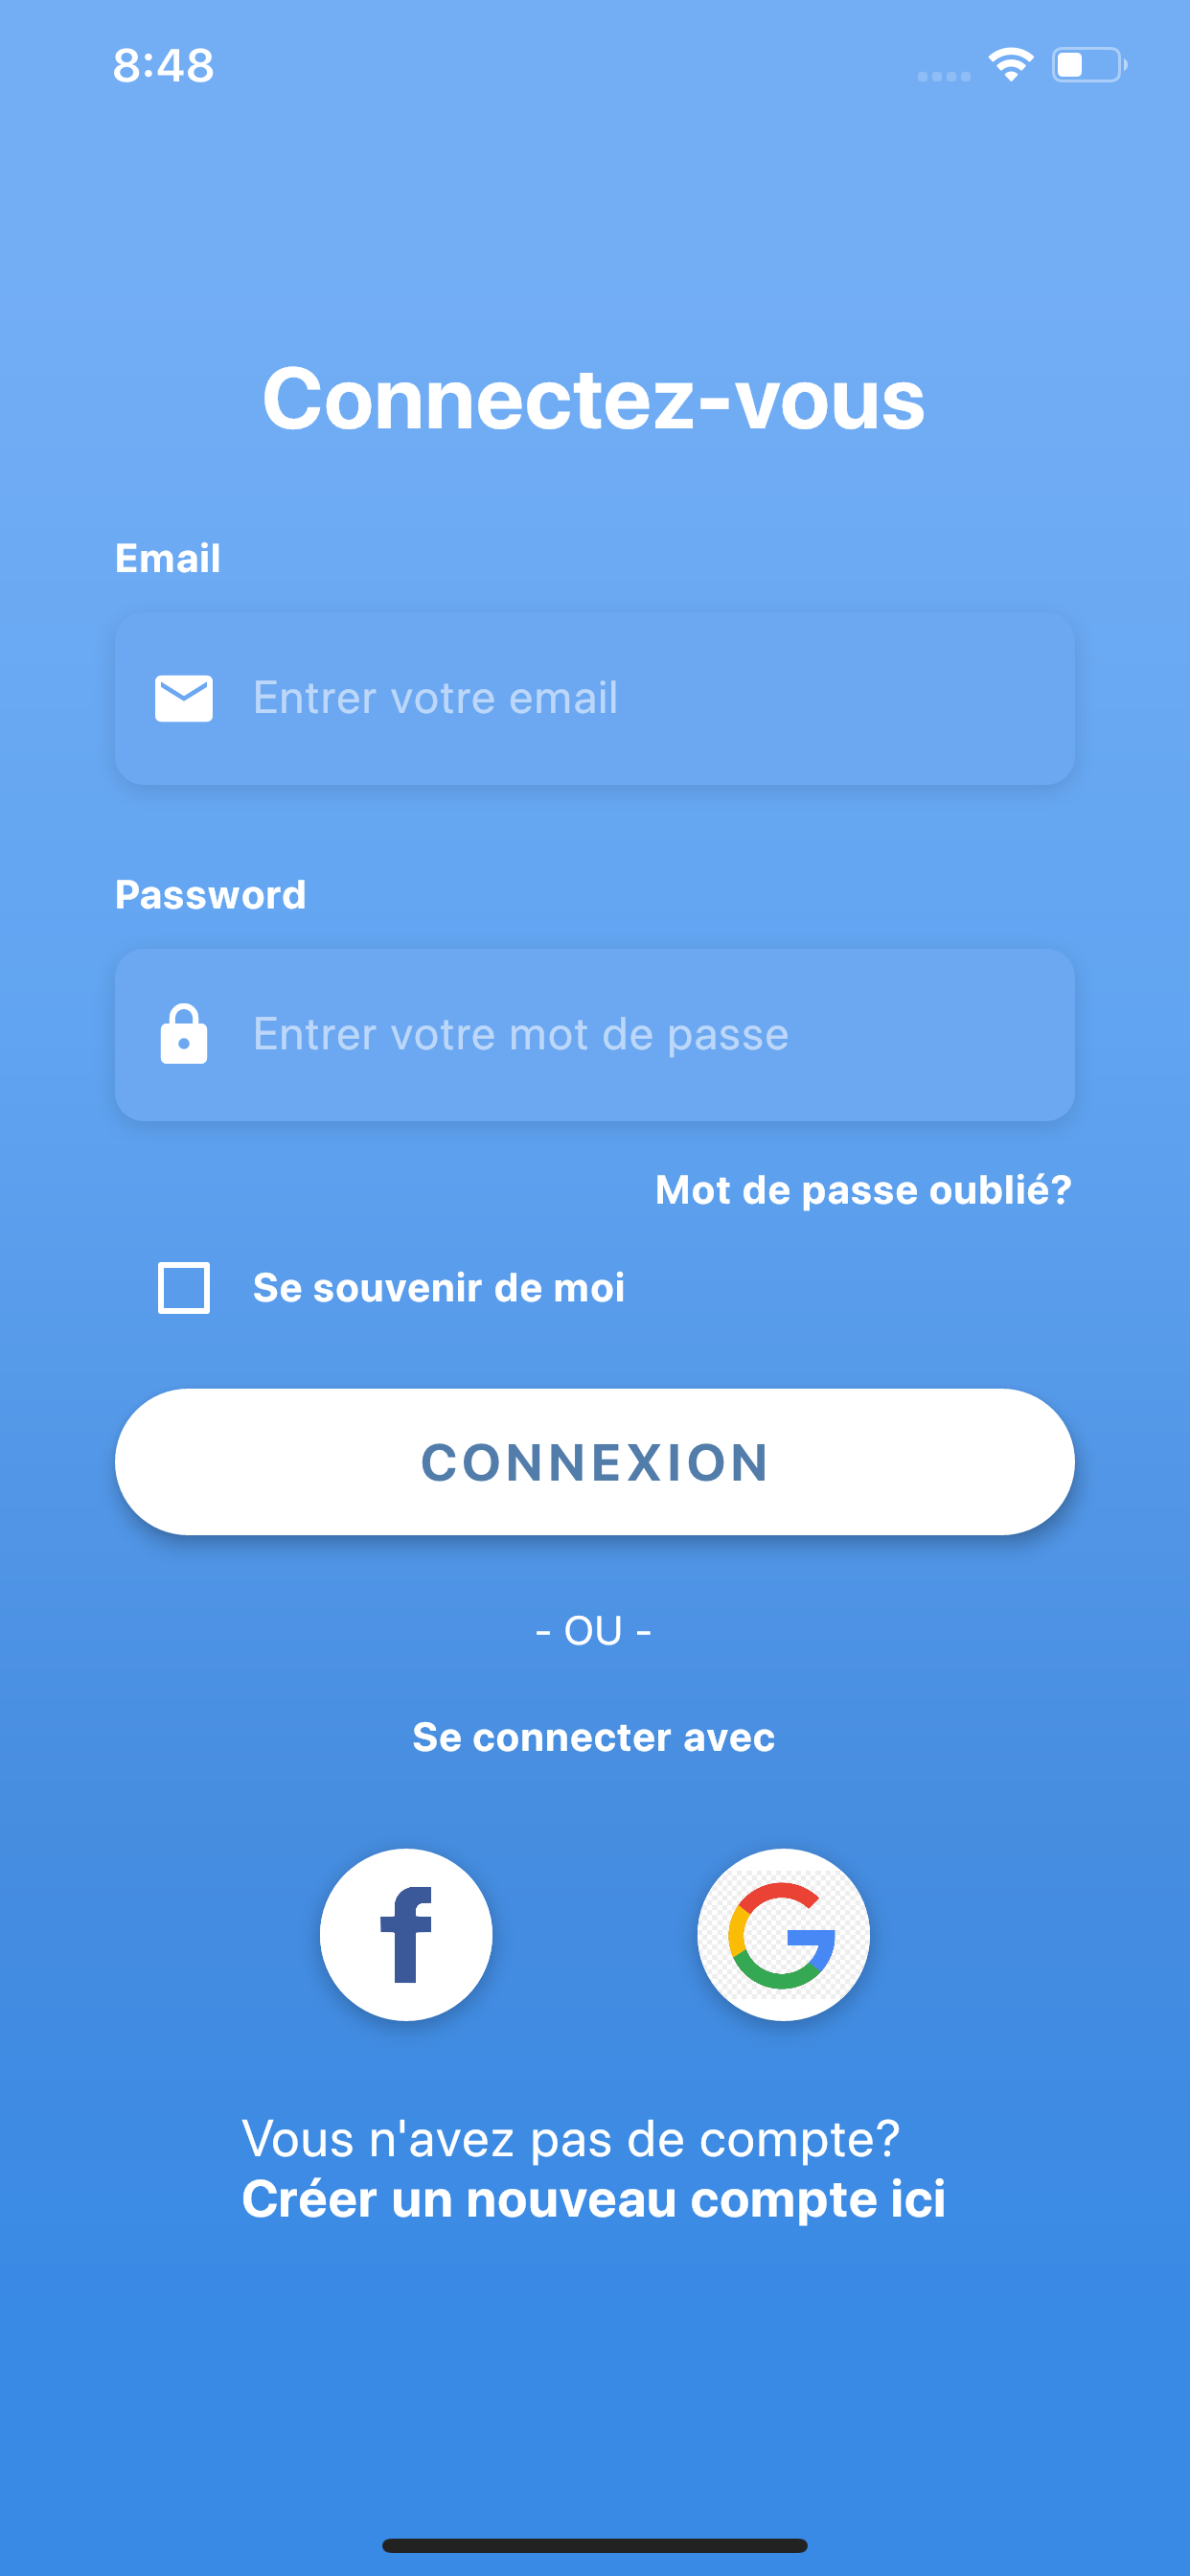 8:48
Connectez-vous
Email
Entrer votre email
Password
Entrer votre mot de passe
Mot de passe oublié?
Se souvenir de moi
CONNEXION
- OU -
Se connecter avec
Vous n'avez pas de compte?
Créer un nouveau compte ici